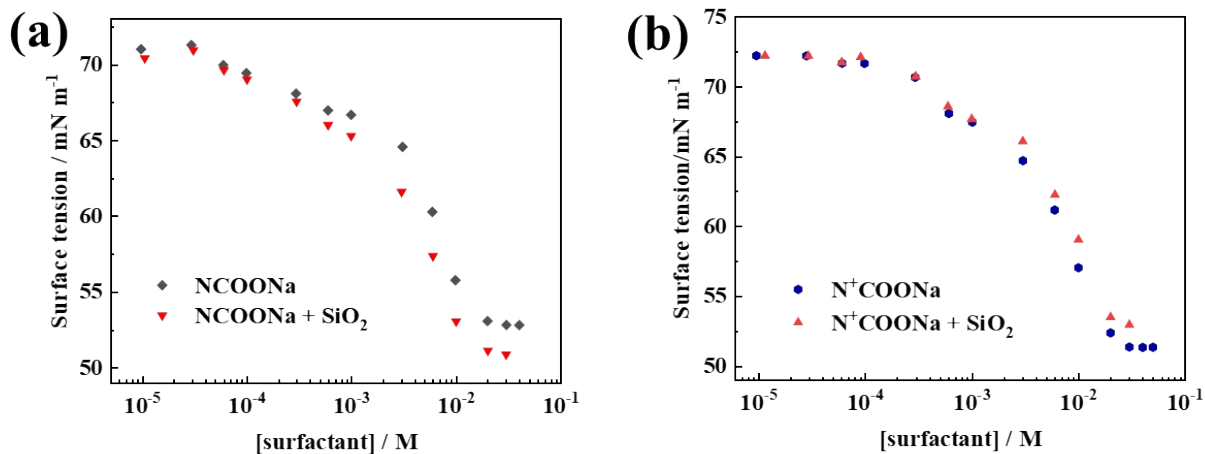 (a)
Surface tension / mN m⁻¹
70
65
60
55
50
NCOONa
NCOONa + SiO₂
10⁻⁵ 10⁻⁴ 10⁻³ 10⁻² 10⁻¹
[surfactant] / M
(b)
Surface tension/mN m⁻¹
75
70
65
60
55
50
N⁺COONa
N⁺COONa + SiO₂
10⁻⁵ 10⁻⁴ 10⁻³ 10⁻² 10⁻¹
[surfactant] / M